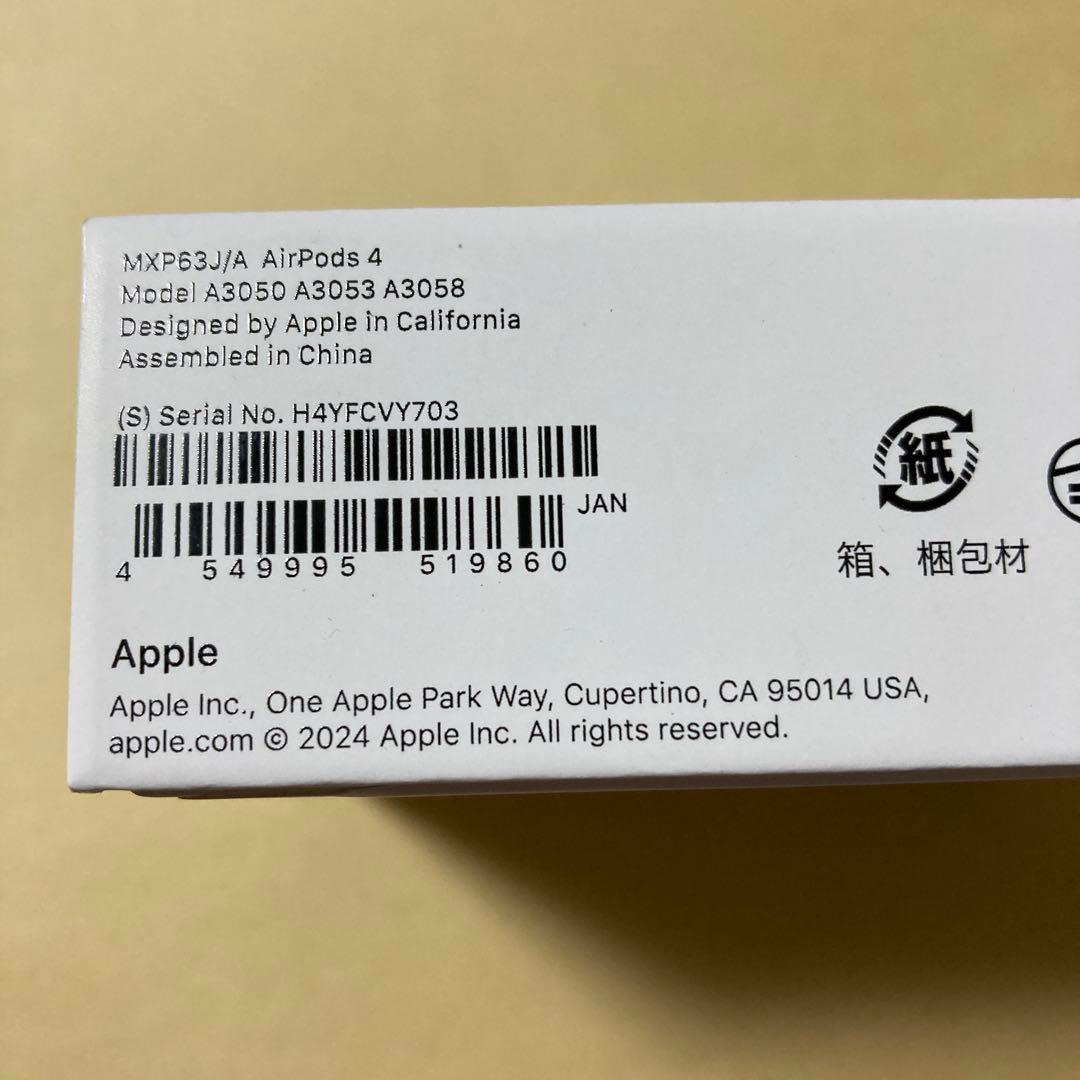 MXP63J/A AirPods 4
Model A3050 A3053 A3058
Designed by Apple in California
Assembled in China
(S) Serial No. H4YFCVY703
JAN
4 549995 519860
紙
箱、梱包材
Apple
Apple Inc., One Apple Park Way, Cupertino, CA 95014 USA,
apple.com © 2024 Apple Inc. All rights reserved.